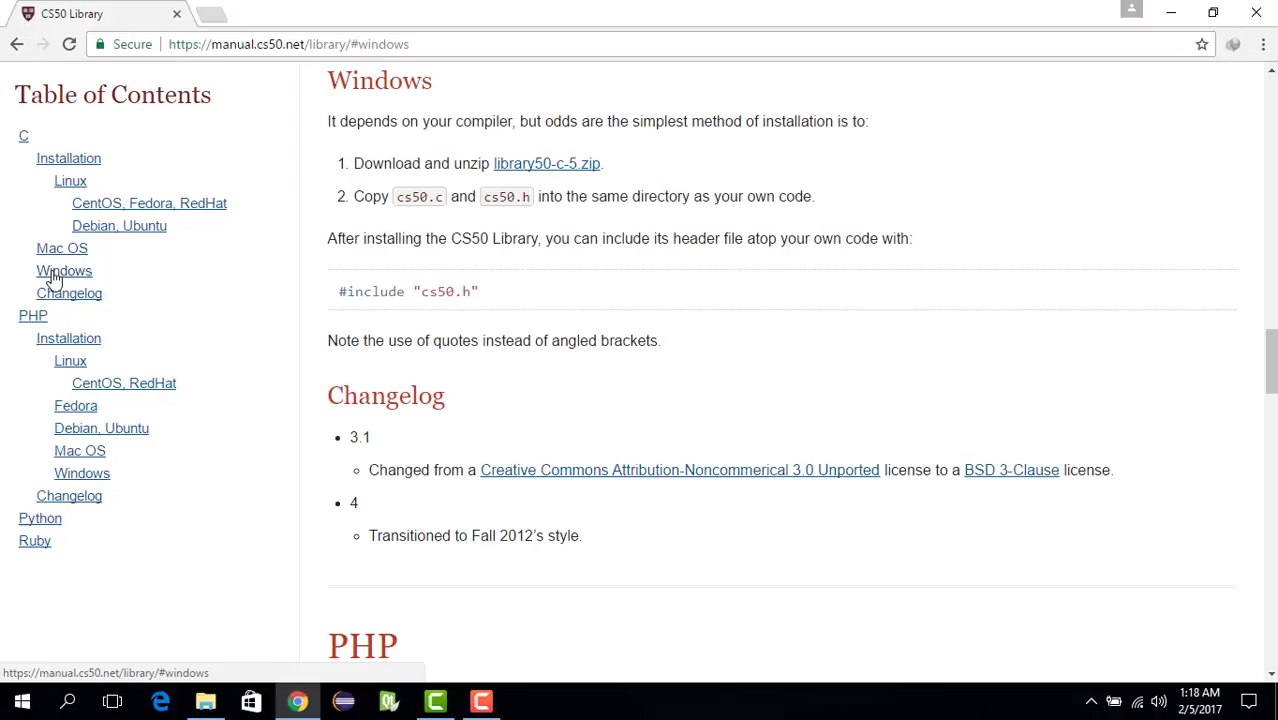 CS50 Library
Secure https://manual.cs50.net/library/#windows
Table of Contents
C
Installation
Linux
CentOS, Fedora, RedHat
Debian, Ubuntu
Mac OS
Windows
Changelog
PHP
Installation
Linux
CentOS, RedHat
Fedora
Debian, Ubuntu
Mac OS
Windows
Changelog
Python
Ruby
Windows
It depends on your compiler, but odds are the simplest method of installation is to:
1. Download and unzip library50-c-5.zip.
2. Copy cs50.c and cs50.h into the same directory as your own code.
After installing the CS50 Library, you can include its header file atop your own code with:
#include "cs50.h"
Note the use of quotes instead of angled brackets.
Changelog
• 3.1
Changed from a Creative Commons Attribution-Noncommerical 3.0 Unported license to a BSD 3-Clause license.
• 4
Transitioned to Fall 2012’s style.
PHP
https://manual.cs50.net/library/#windows
1:18 AM
2/5/2017